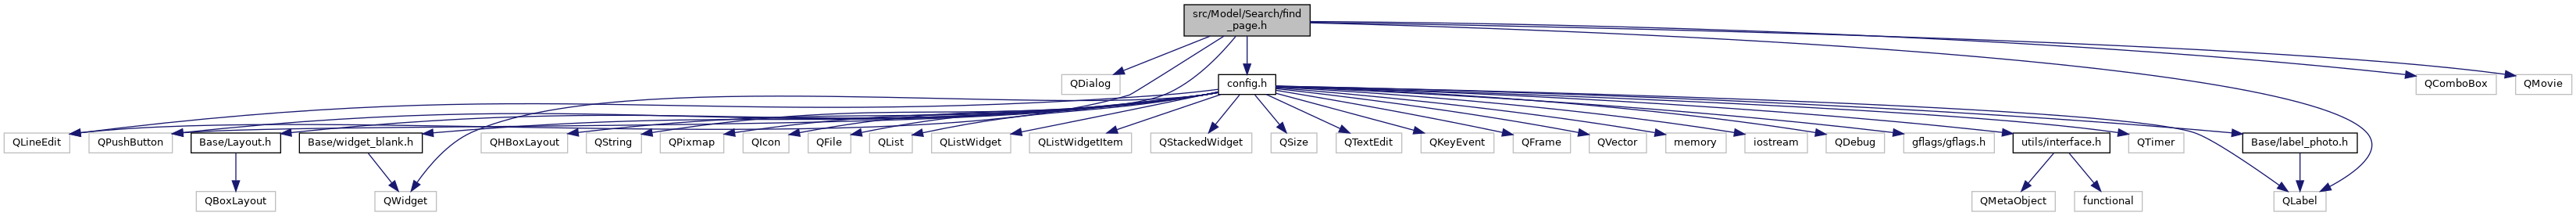 src/Model/Search/find
_page.h
QDialog
config.h
QComboBox
QMovie
QLineEdit
QPushButton
Base/Layout.h
Base/widget_blank.h
QHBoxLayout
QString
QPixmap
QIcon
QFile
QList
QListWidget
QListWidgetItem
QStackedWidget
QSize
QTextEdit
QKeyEvent
QFrame
QVector
memory
iostream
QDebug
gflags/gflags.h
utils/interface.h
QTimer
Base/label_photo.h
QBoxLayout
QWidget
QMetaObject
functional
QLabel